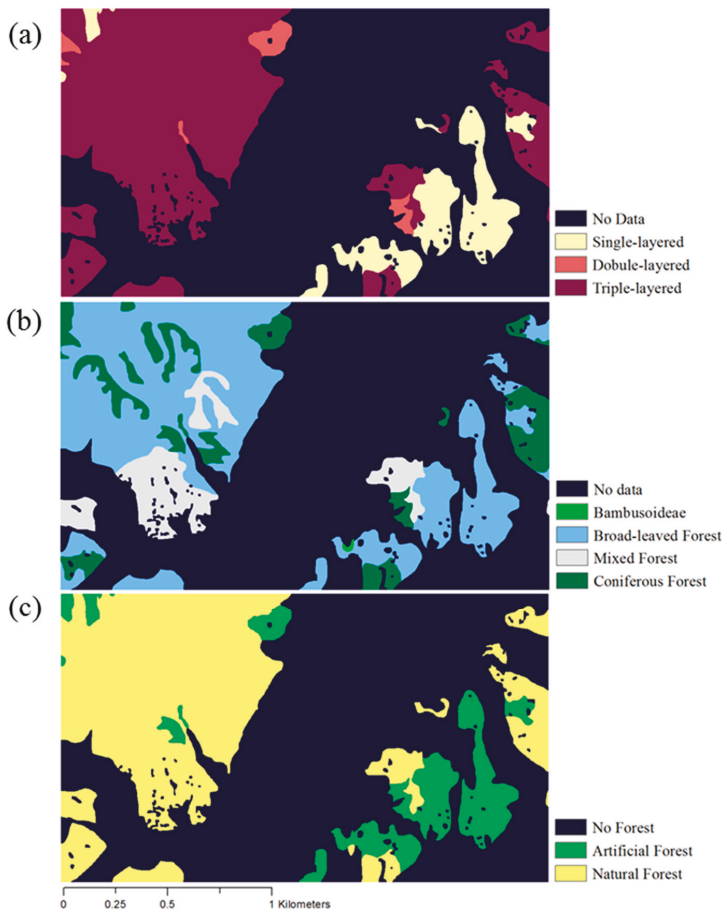 (a)
No Data
Single-layered
Dobule-layered
Triple-layered
(b)
No data
Bambusoideae
Broad-leaved Forest
Mixed Forest
Coniferous Forest
(c)
No Forest
Artificial Forest
Natural Forest
0 0.25 0.5 1 Kilometers